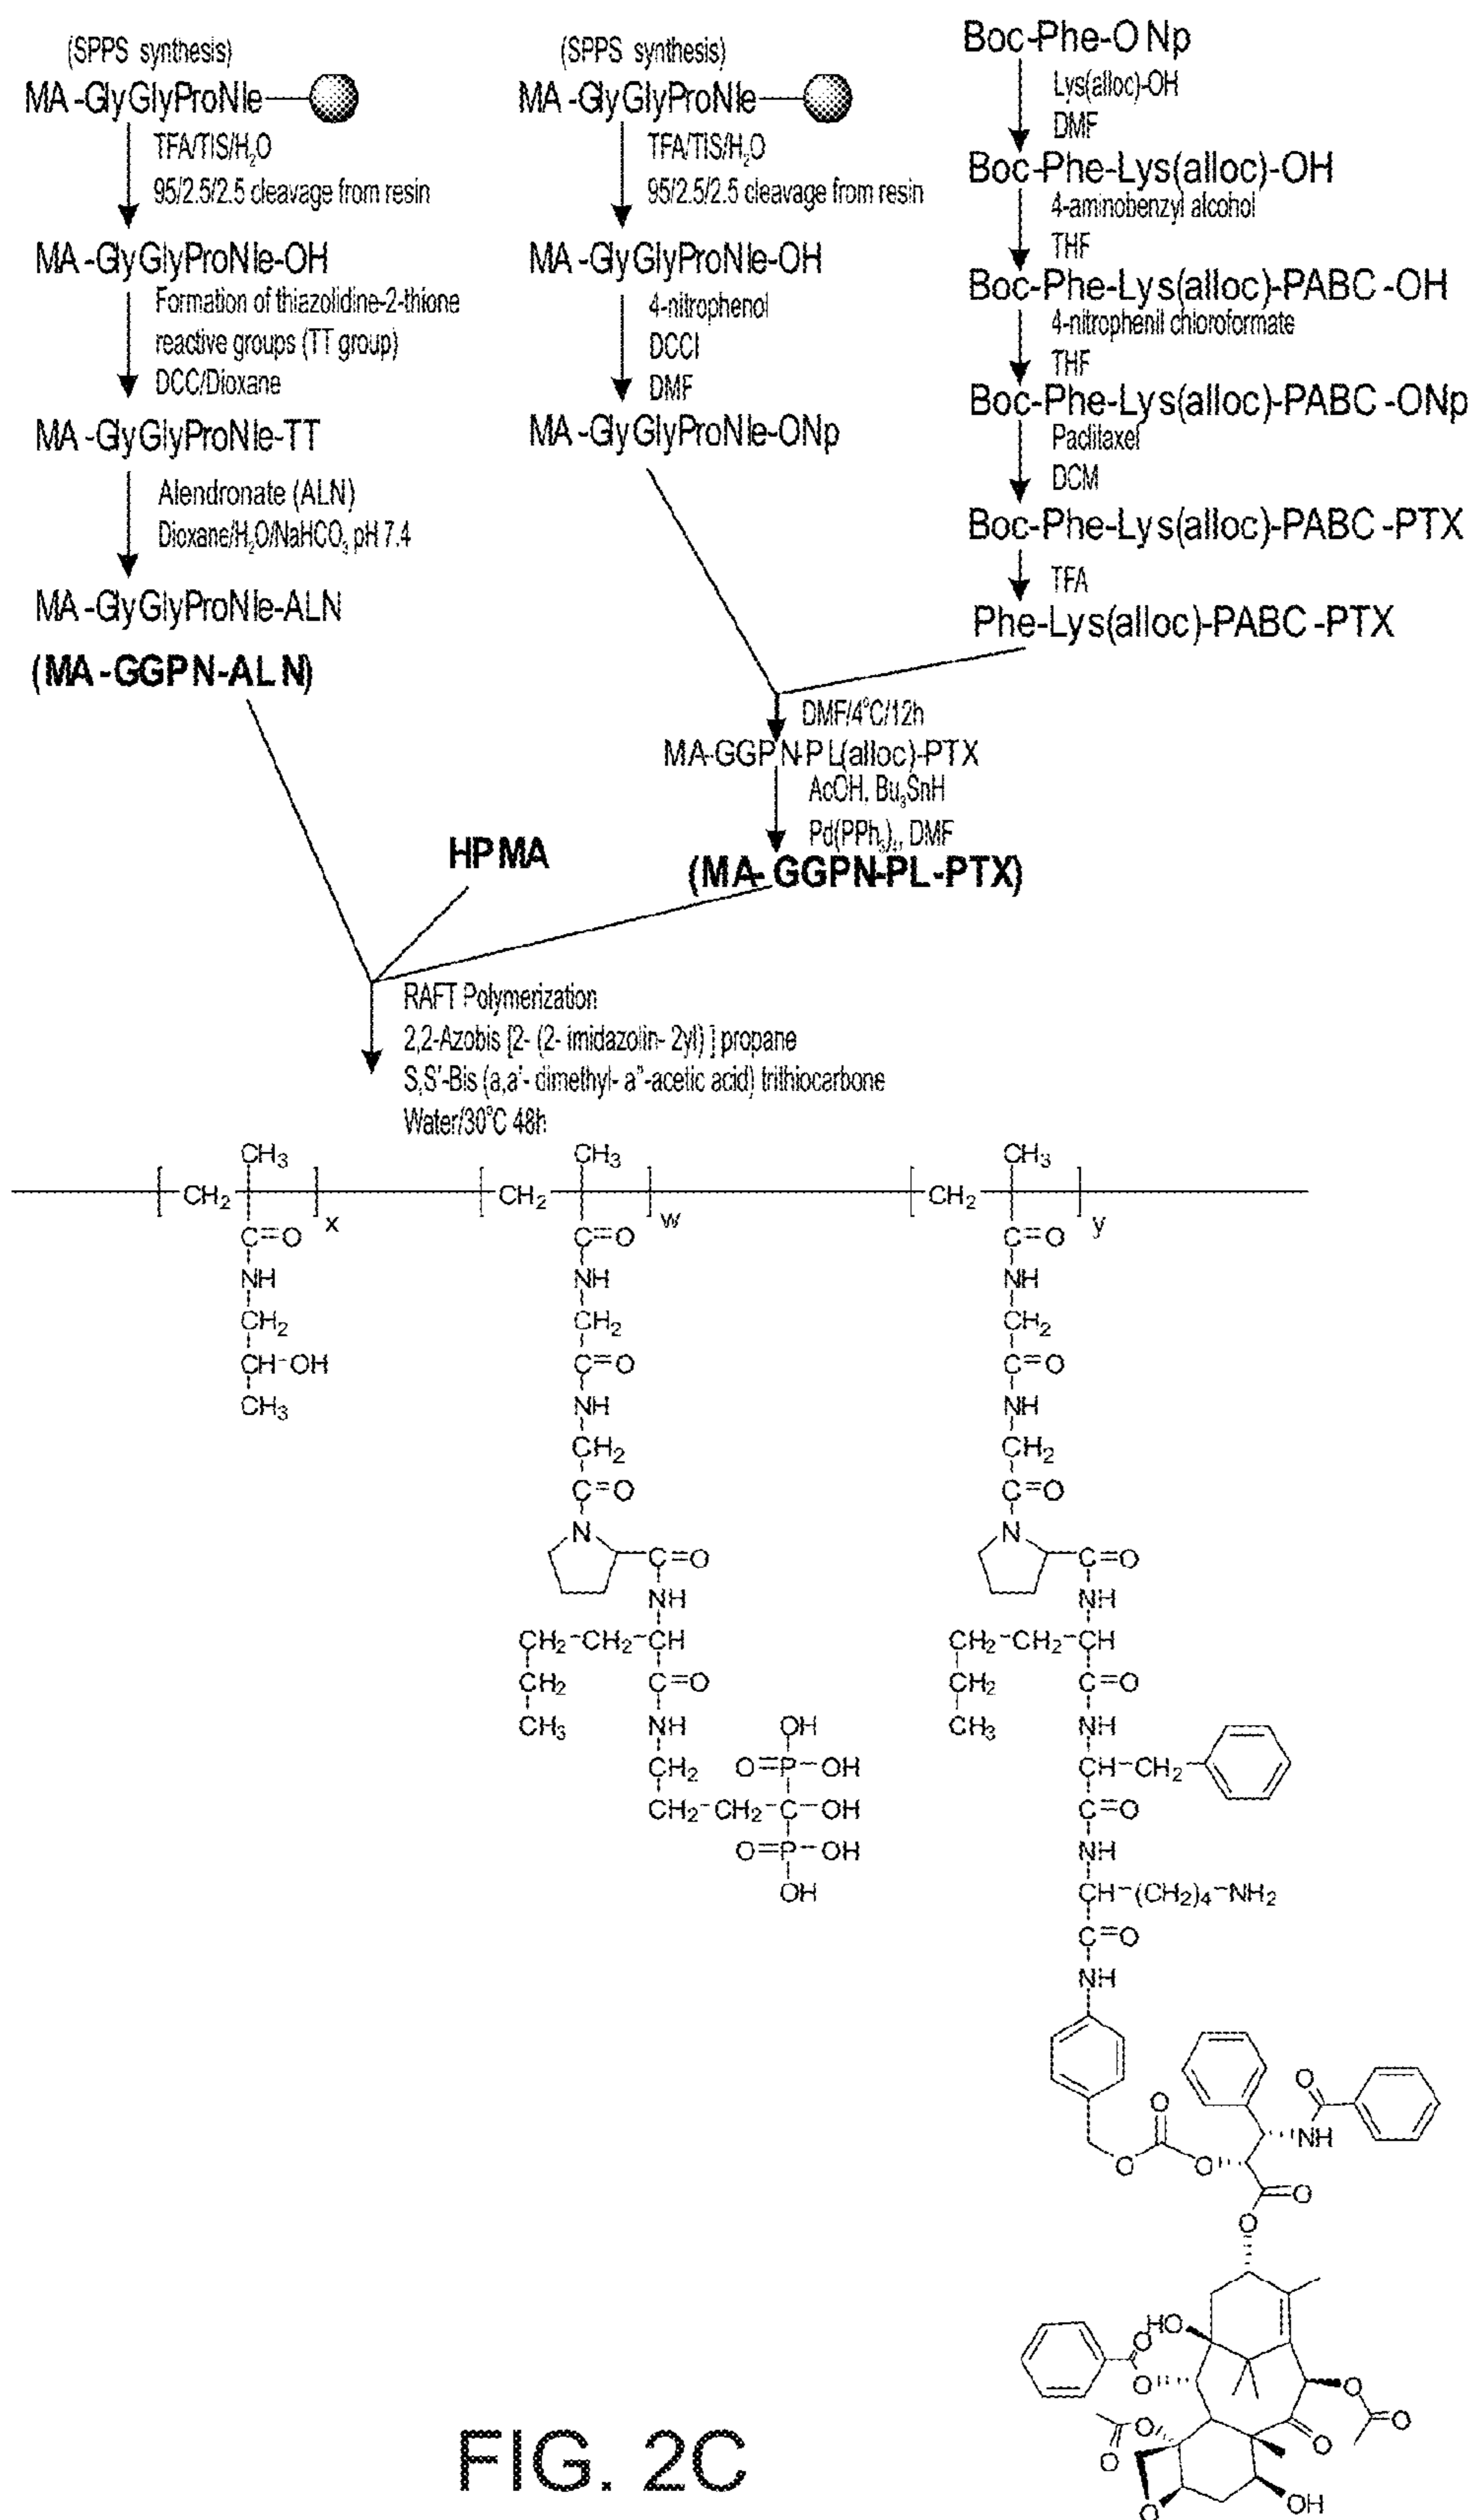 (SPPS synthesis)
MA-GlyGlyProNle
TFA/TIS/H2O
95/2.5/2.5 cleavage from resin
MA-GlyGlyProNle-OH
Formation of thiazolidine-2-thione
reactive groups (TT group)
DCC/Dioxane
MA-GlyGlyProNle-TT
Alendronate (ALN)
Dioxane/H2O/NaHCO3 pH 7.4
MA-GlyGlyProNle-ALN
(MA-GGPN-ALN)
(SPPS synthesis)
MA-GlyGlyProNle
TFA/TIS/H2O
95/2.5/2.5 cleavage from resin
MA-GlyGlyProNle-OH
4-nitrophenol
DCCI
DMF
MA-GlyGlyProNle-ONp
Boc-Phe-ONp
Lys(alloc)-OH
DMF
Boc-Phe-Lys(alloc)-OH
4-aminobenzyl alcohol
THF
Boc-Phe-Lys(alloc)-PABC-OH
4-nitrophenil chloroformate
THF
Boc-Phe-Lys(alloc)-PABC-ONp
Paclitaxel
DCM
Boc-Phe-Lys(alloc)-PABC-PTX
TFA
Phe-Lys(alloc)-PABC-PTX
DMF/4°C/12h
MA-GGPN-PL(alloc)-PTX
AcOH, Bu3SnH
Pd(PPh3)4, DMF
HPMA
(MA-GGPN-PL-PTX)
RAFT Polymerization
2,2-Azobis [2-(2-imidazolin-2yl)] propane
S,S'-Bis (a,a'-dimethyl-a"-acetic acid) trithiocarbone
Water/30°C 48h
CH3 CH3 CH3
CH2 CH2 CH2
x w y
C=O C=O C=O
NH NH NH
CH2 CH2 CH2
CH-OH C=O C=O
CH3 NH NH
CH2 CH2
C=O C=O
N N
C=O C=O
NH NH
CH2-CH2-CH CH2-CH2-CH
CH2 C=O CH2 C=O
CH3 NH OH CH3 NH
CH2 O=P-OH CH-CH2
CH2-CH2-C-OH C=O
O=P-OH NH
OH CH-(CH2)4-NH2
C=O
NH
O
O NH
O O
O
O
HO
O
O O
O O
O O
O OH
FIG. 2C